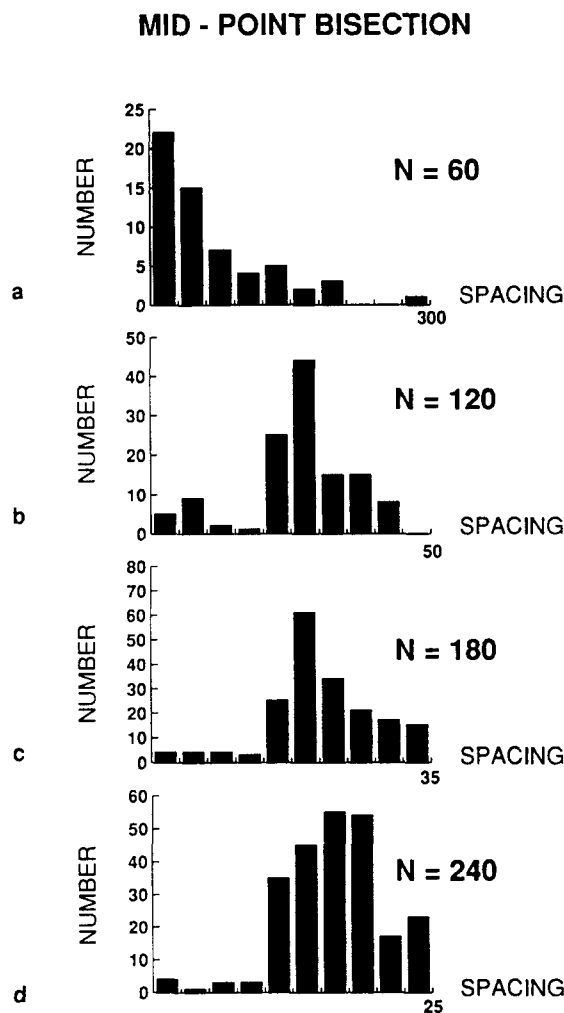 MID - POINT BISECTION
25
20
15
10
5
0
NUMBER
N = 60
a
SPACING
300
50
40
30
20
10
0
NUMBER
N = 120
b
SPACING
50
80
70
60
50
40
30
20
10
0
NUMBER
N = 180
c
SPACING
35
60
50
40
30
20
10
0
NUMBER
N = 240
d
SPACING
25